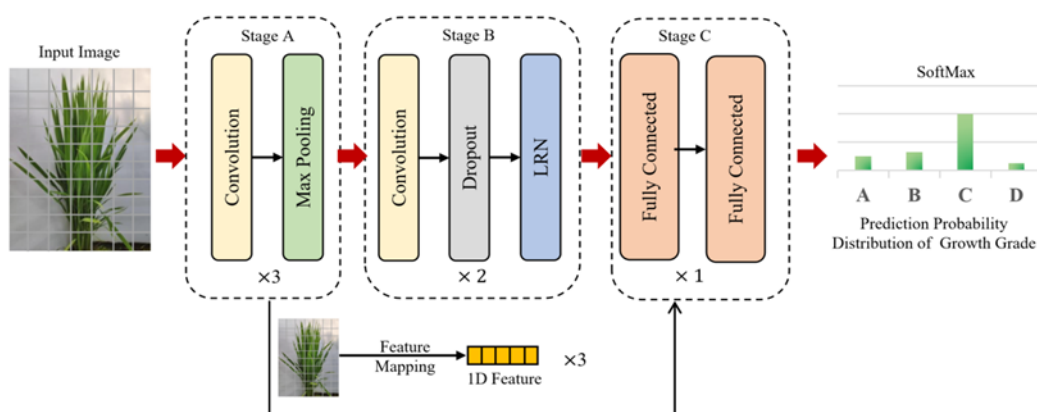 Input Image
Stage A
Convolution
Max Pooling
×3
Stage B
Convolution
Dropout
LRN
× 2
Stage C
Fully Connected
Fully Connected
× 1
SoftMax
A B C D
Prediction Probability
Distribution of Growth Grade
Feature
Mapping
1D Feature
×3